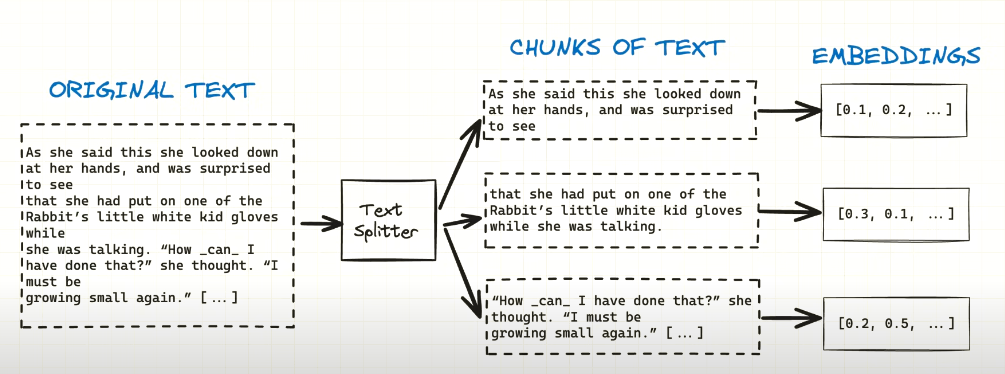 ORIGINAL TEXT
As she said this she looked down
at her hands, and was surprised
to see
that she had put on one of the
Rabbit's little white kid gloves
while
she was talking. “How _can_ I
have done that?” she thought. “I
must be
growing small again.” [...]
Text
Splitter
CHUNKS OF TEXT
As she said this she looked down
at her hands, and was surprised
to see
that she had put on one of the
Rabbit's little white kid gloves
while she was talking.
“How _can_ I have done that?” she
thought. “I must be
growing small again.” [...]
EMBEDDINGS
[0.1, 0.2, ...]
[0.3, 0.1, ...]
[0.2, 0.5, ...]